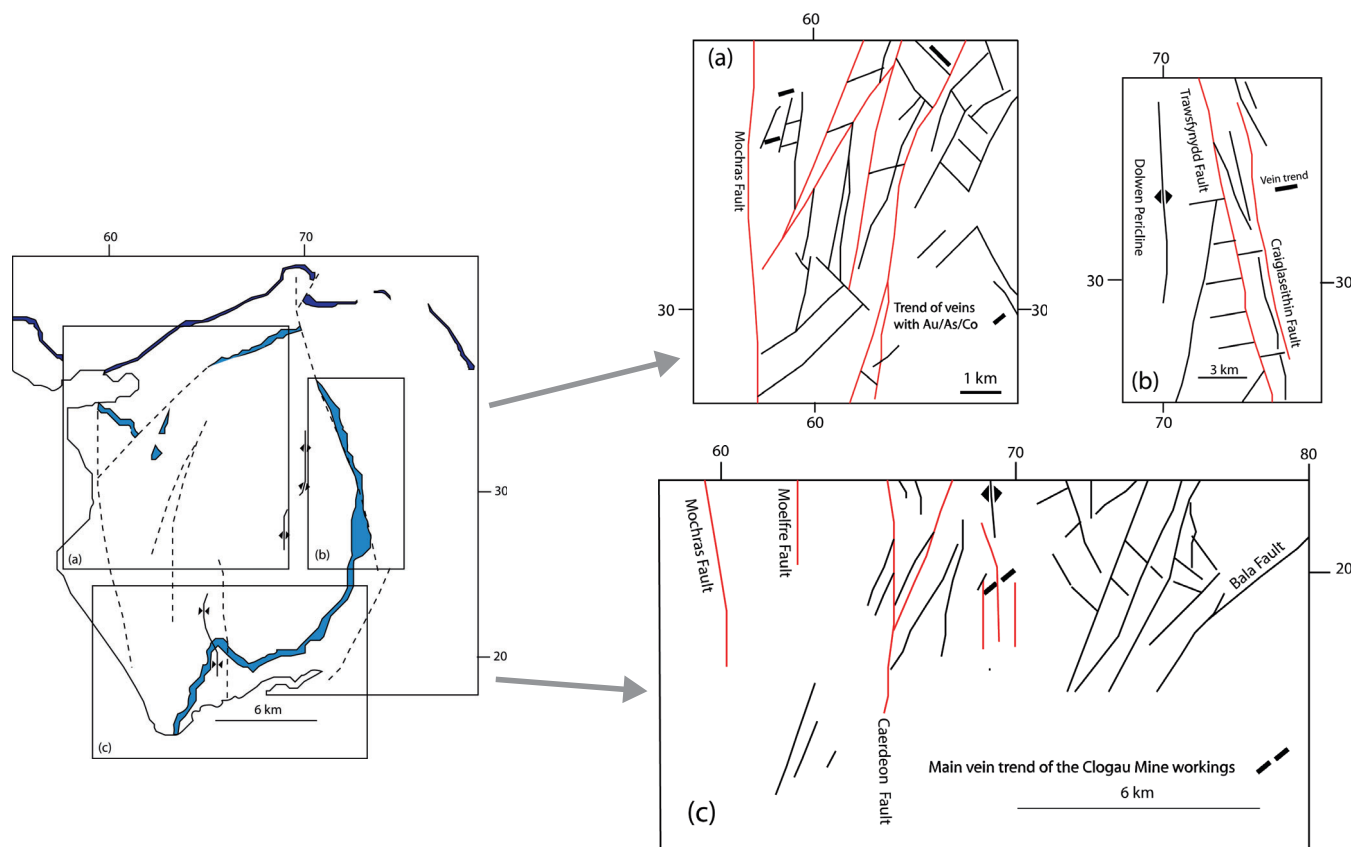 60
70
30
20
(a)
(b)
(c)
6 km
60
(a)
Mochras Fault
30
30
Trend of veins
with Au/As/Co
1 km
60
70
Trawsfynydd Fault
Dolwen Pericline
Vein trend
Craiglaseithin Fault
30
30
3 km
(b)
70
60
70
80
Mochras Fault
Moelfre Fault
Caerdeon Fault
Bala Fault
20
Main vein trend of the Clogau Mine workings
6 km
(c)